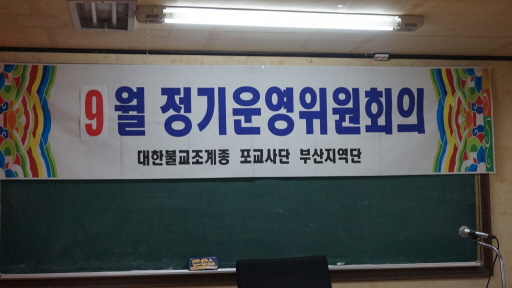 9월 정기운영위원회의
대한불교조계종 포교사단 부산지역단